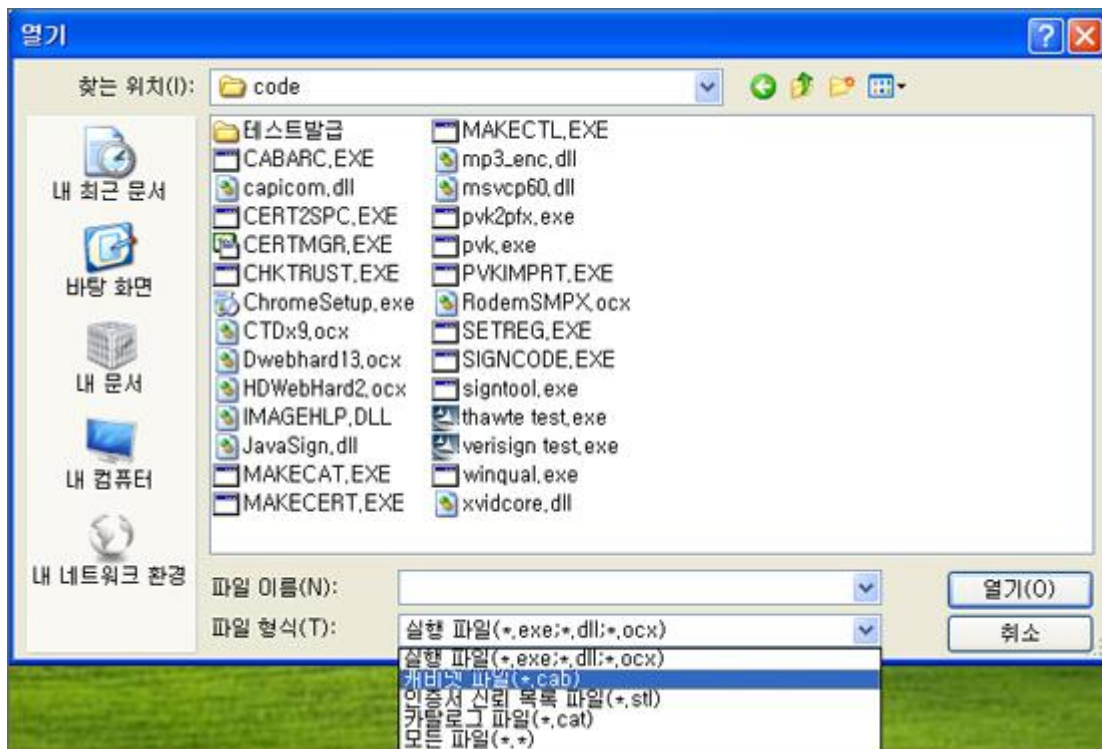 열기
찾는 위치(I):
code
내 최근 문서
바탕 화면
내 문서
내 컴퓨터
내 네트워크 환경
테스트발급
CABARC.EXE
capicom.dll
CERT2SPC.EXE
CERTMGR.EXE
CHKTRUST.EXE
ChromeSetup.exe
CTDx9.ocx
Dwebhard13.ocx
HDWebHard2.ocx
IMAGEHLP.DLL
JavaSign.dll
MAKECAT.EXE
MAKECERT.EXE
MAKECTL.EXE
mp3_enc.dll
msvcp60.dll
pvk2pfx.exe
pvk.exe
PVKIMPRT.EXE
RodemSMPX.ocx
SETREG.EXE
SIGNCODE.EXE
signtool.exe
thawte test.exe
verisign test.exe
winqual.exe
xvidcore.dll
파일 이름(N):
열기(O)
파일 형식(T):
실행 파일(*.exe;*.dll;*.ocx)
취소
실행 파일(*.exe;*.dll;*.ocx)
캐비넷 파일(*.cab)
인증서 신뢰 목록 파일(*.stl)
카탈로그 파일(*.cat)
모든 파일(*.*)